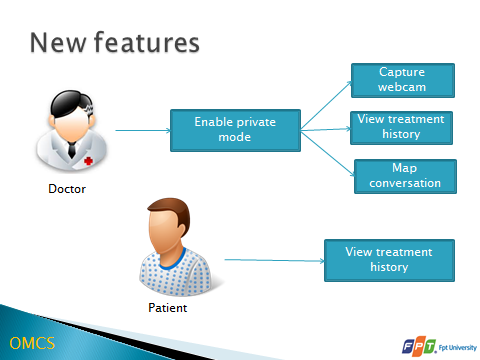 New features
Capture
webcam
Enable private
mode
View treatment
history
Map
conversation
Doctor
View treatment
history
Patient
OMCS
FPT Fpt University